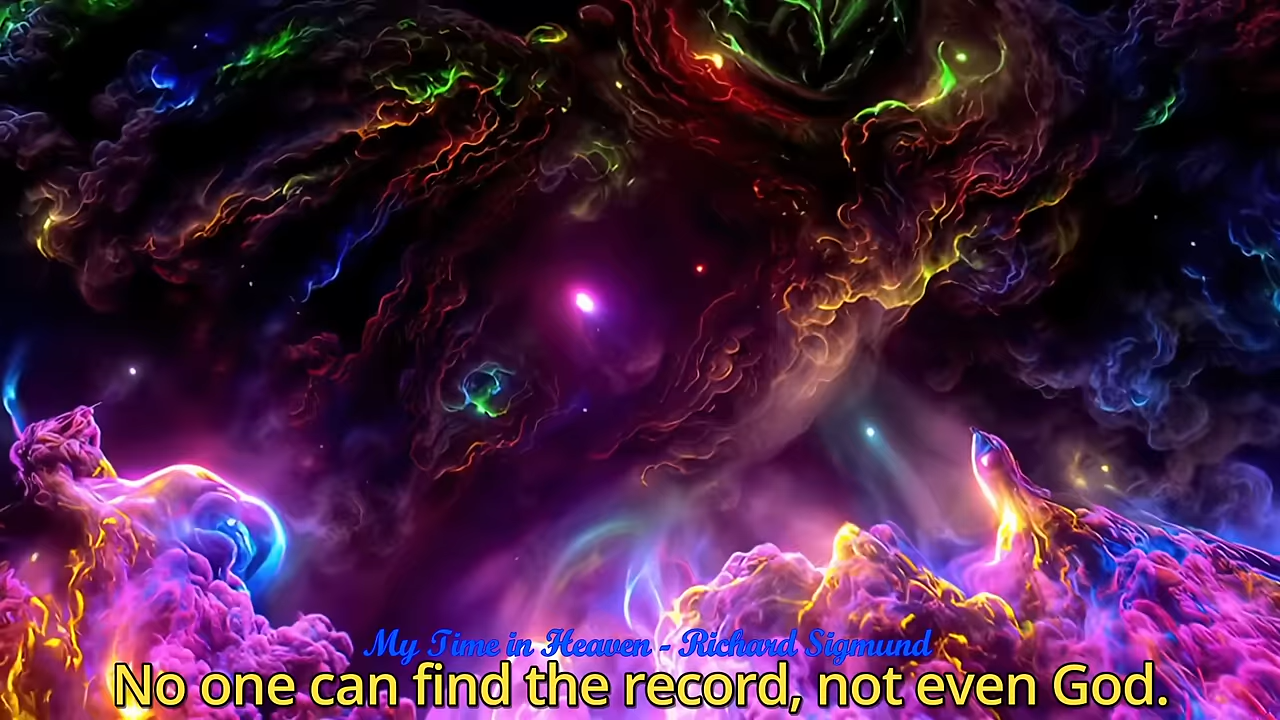 My Time in Heaven - Richard Sigmund
No one can find the record, not even God.